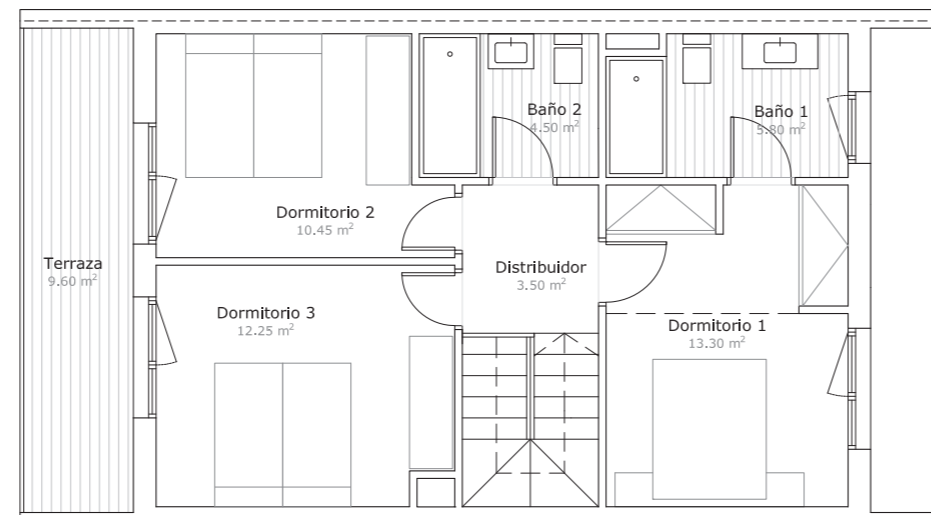 Baño 2
4.50 m²
Baño 1
5.80 m²
Dormitorio 2
10.45 m²
Terraza
9.60 m²
Distribuidor
3.50 m²
Dormitorio 3
12.25 m²
Dormitorio 1
13.30 m²